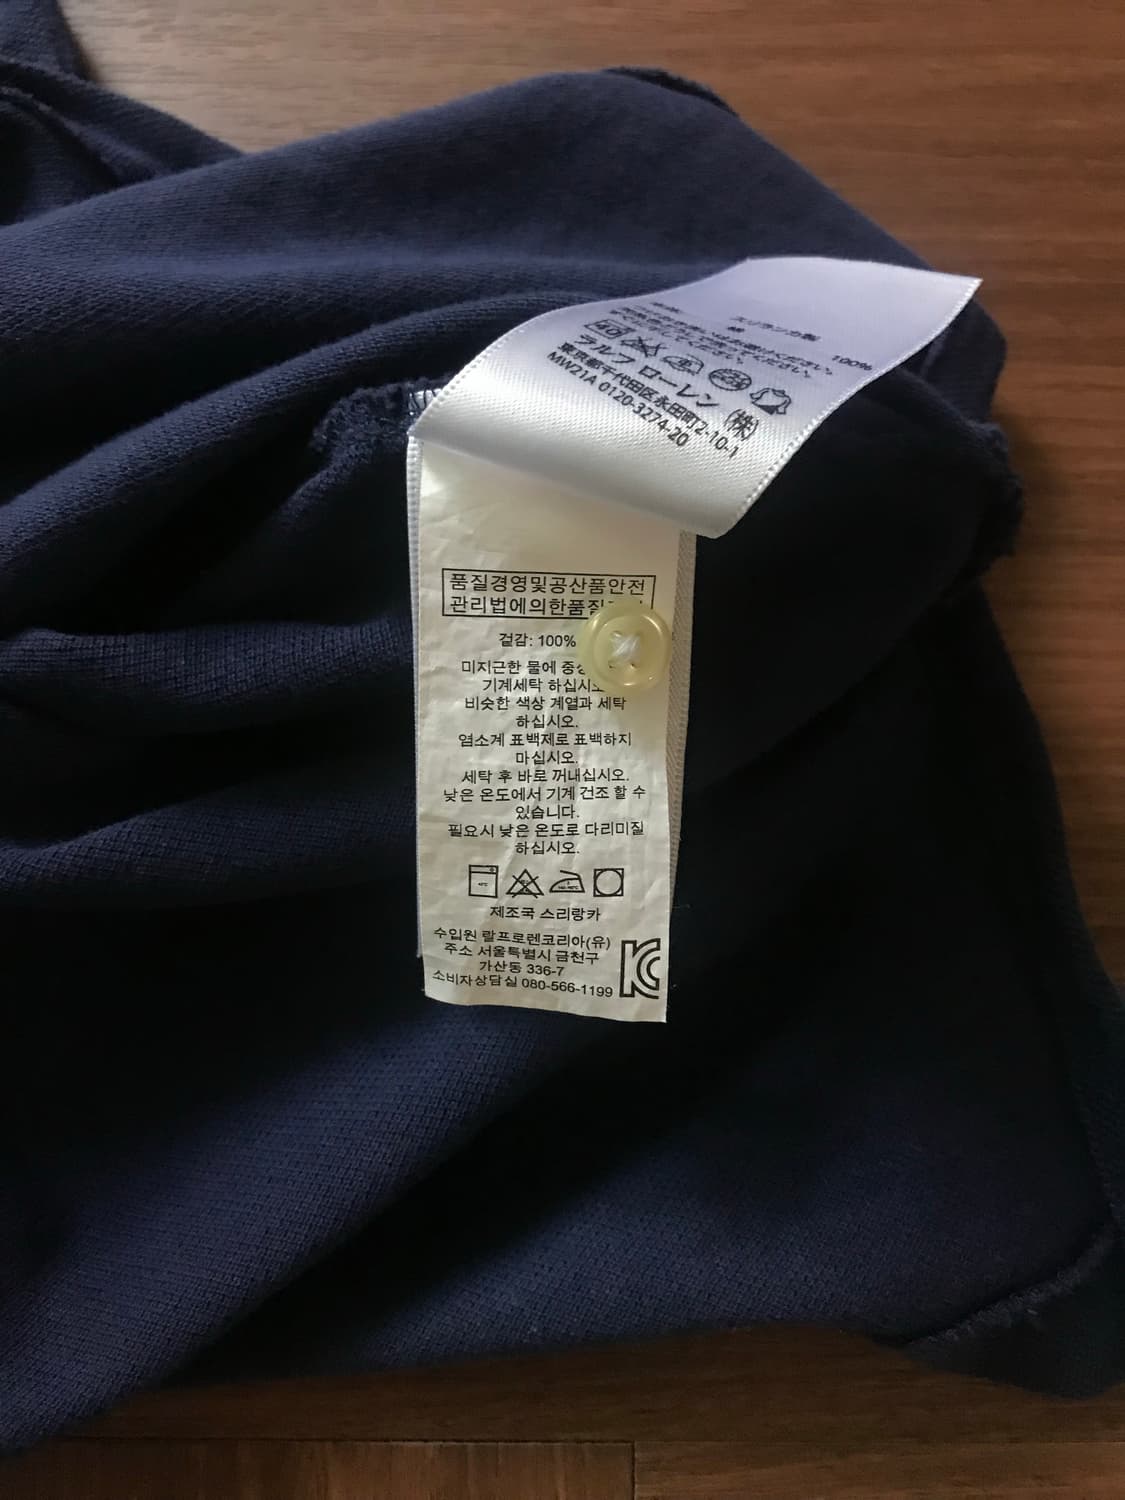 スリランカ製
綿 100%
ラルフ ローレン (株)
東京都千代田区永田町2-10-1
MW21A 0120-3274-20
품질경영및공산품안전
관리법에의한품질
겉감: 100%
미지근한 물에
기계세탁 하십시오
비슷한 색상 계열과 세탁
하십시오.
염소계 표백제로 표백하지
마십시오.
세탁 후 바로 꺼내십시오.
낮은 온도에서 기계 건조 할 수
있습니다.
필요시 낮은 온도로 다리미질
하십시오.
제조국 스리랑카
수입원 랄프로렌코리아(유)
주소 서울특별시 금천구
가산동 336-7
소비자상담실 080-566-1199